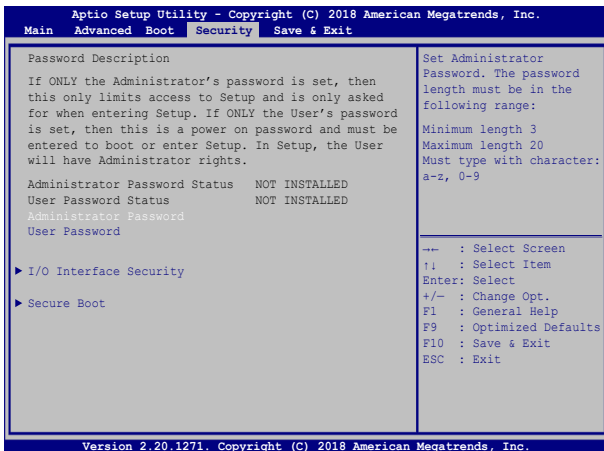 Aptio Setup Utility - Copyright (C) 2018 American Megatrends, Inc.
Main Advanced Boot Security Save & Exit
Password Description
If ONLY the Administrator’s password is set, then
this only limits access to Setup and is only asked
for when entering Setup. If ONLY the User’s password
is set, then this is a power on password and must be
entered to boot or enter Setup. In Setup, the User
will have Administrator rights.
Administrator Password Status NOT INSTALLED
User Password Status NOT INSTALLED
Administrator Password
User Password
▶ I/O Interface Security
▶ Secure Boot
Set Administrator
Password. The password
length must be in the
following range:
Minimum length 3
Maximum length 20
Must type with character:
a-z, 0-9
→← : Select Screen
↑↓ : Select Item
Enter: Select
+/— : Change Opt.
F1 : General Help
F9 : Optimized Defaults
F10 : Save & Exit
ESC : Exit
Version 2.20.1271. Copyright (C) 2018 American Megatrends, Inc.